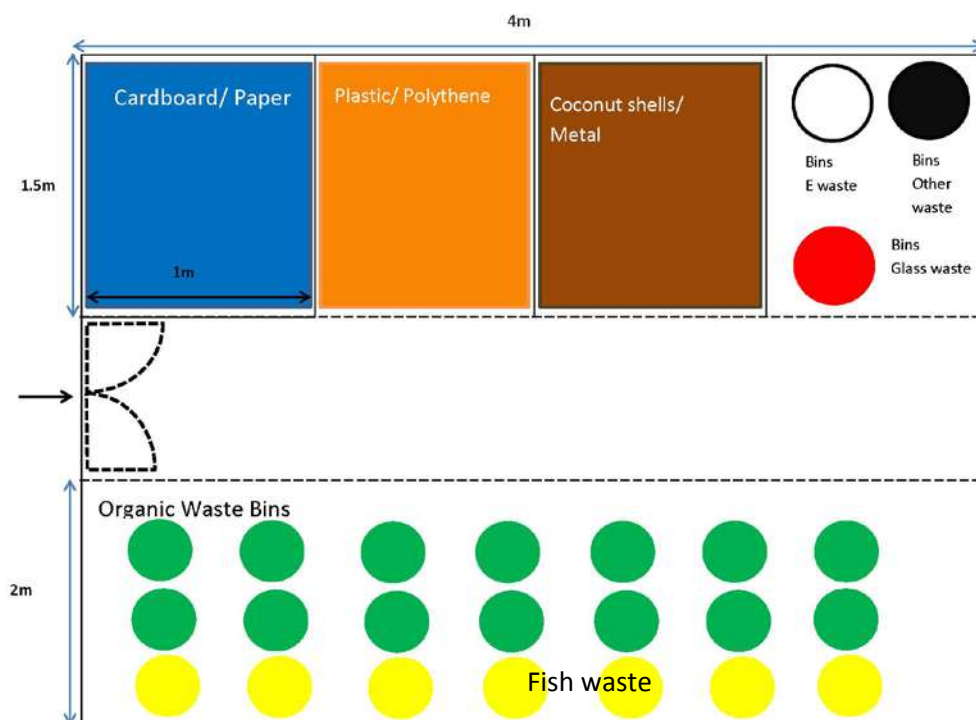 4m
Cardboard/ Paper
Plastic/ Polythene
Coconut shells/
Metal
Bins
E waste
Bins
Other
waste
1.5m
Bins
Glass waste
1m
Organic Waste Bins
2m
Fish waste